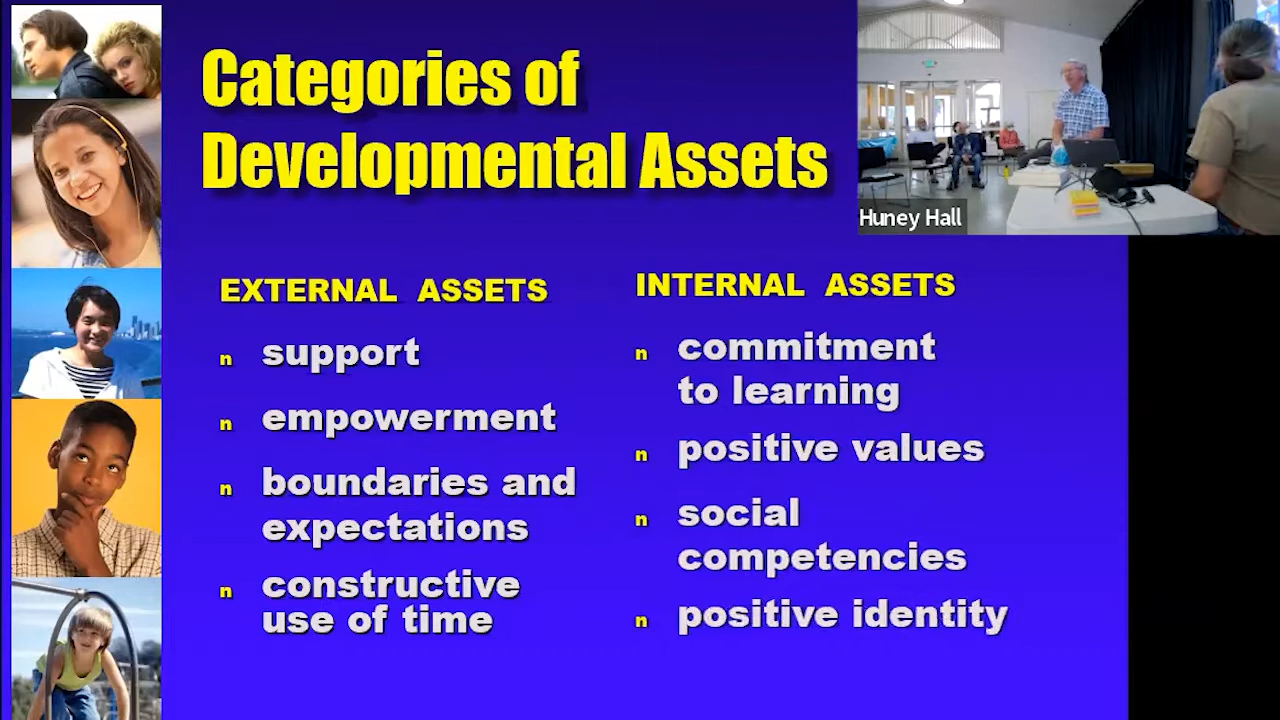 Categories of
Developmental Assets
Huney Hall
EXTERNAL ASSETS
n support
n empowerment
n boundaries and
expectations
n constructive
use of time
INTERNAL ASSETS
n commitment
to learning
n positive values
n social
competencies
n positive identity